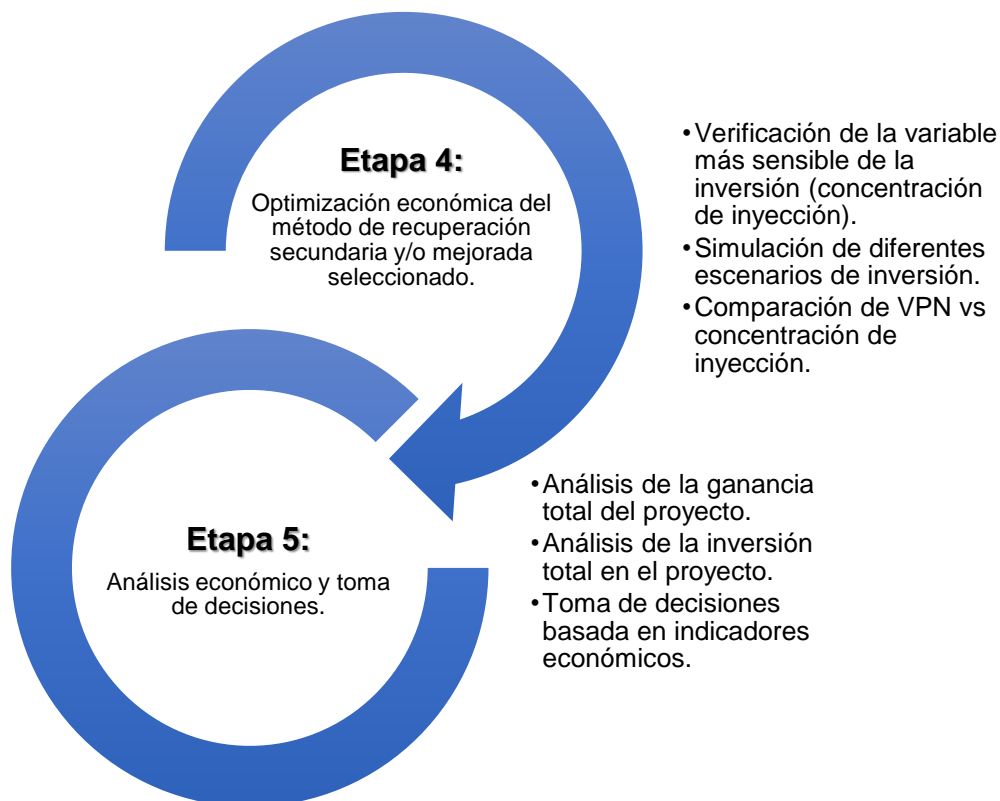 Etapa 4:
Optimización económica del
método de recuperación
secundaria y/o mejorada
seleccionado.
•Verificación de la variable
más sensible de la
inversión (concentración
de inyección).
•Simulación de diferentes
escenarios de inversión.
•Comparación de VPN vs
concentración de
inyección.
Etapa 5:
Análisis económico y toma
de decisiones.
•Análisis de la ganancia
total del proyecto.
•Análisis de la inversión
total en el proyecto.
•Toma de decisiones
basada en indicadores
económicos.